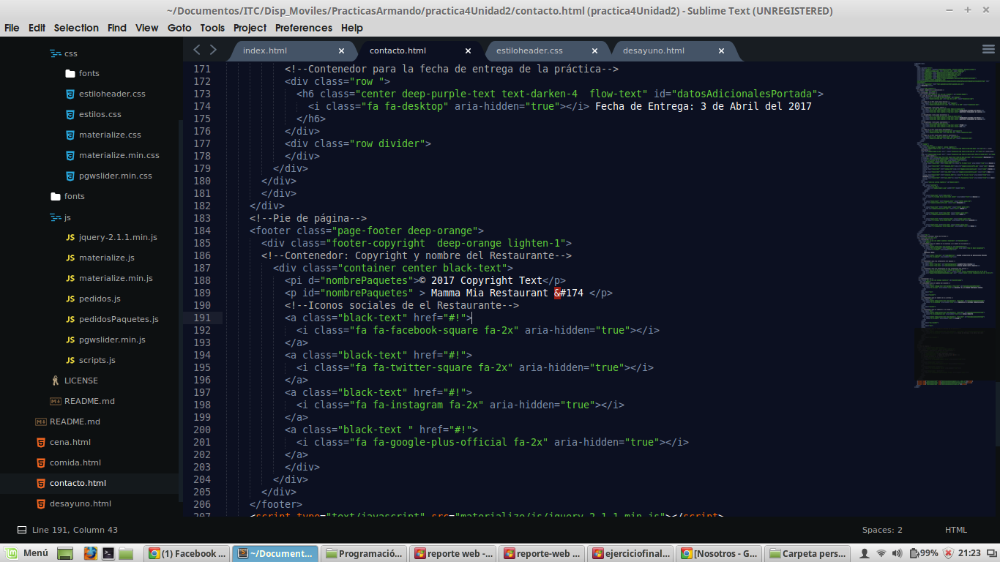 ~/Documentos/ITC/Disp_Moviles/PracticasArmando/practica4Unidad2/contacto.html (practica4Unidad2) - Sublime Text (UNREGISTERED)
File Edit Selection Find View Goto Tools Project Preferences Help
index.html contacto.html estiloheader.css desayuno.html
css
fonts
estiloheader.css
estilos.css
materialize.css
materialize.min.css
pgwslider.min.css
fonts
js
jquery-2.1.1.min.js
materialize.js
materialize.min.js
pedidos.js
pedidosPaquetes.js
pgwslider.min.js
scripts.js
LICENSE
README.md
README.md
cena.html
comida.html
contacto.html
desayuno.html
171 <!--Contenedor para la fecha de entrega de la práctica-->
172 <div class="row ">
173 <h6 class="center deep-purple-text text-darken-4  flow-text" id="datosAdicionalesPortada">
174 <i class="fa fa-desktop" aria-hidden="true"></i> Fecha de Entrega: 3 de Abril del 2017
175 </h6>
176 </div>
177 <div class="row divider">
178 </div>
179 </div>
180 </div>
181 </div>
182 </div>
183 <!--Pie de página-->
184 <footer class="page-footer deep-orange">
185 <div class="footer-copyright  deep-orange lighten-1">
186 <!--Contenedor: Copyright y nombre del Restaurante-->
187 <div class="container center black-text">
188 <pi d="nombrePaquetes">© 2017 Copyright Text</p>
189 <p id="nombrePaquetes" > Mamma Mia Restaurant &#174 </p>
190 <!--Iconos sociales de el Restaurante-->
191 <a class="black-text" href="#!">
192 <i class="fa fa-facebook-square fa-2x" aria-hidden="true"></i>
193 </a>
194 <a class="black-text" href="#!">
195 <i class="fa fa-twitter-square fa-2x" aria-hidden="true"></i>
196 </a>
197 <a class="black-text" href="#!">
198 <i class="fa fa-instagram fa-2x" aria-hidden="true"></i>
199 </a>
200 <a class="black-text " href="#!">
201 <i class="fa fa-google-plus-official fa-2x" aria-hidden="true"></i>
202 </a>
203 </div>
204 </div>
205 </div>
206 </footer>
207 <script type="text/javascript" src="materialize/js/jquery-2.1.1.min.js"></script>
Line 191, Column 43 Spaces: 2 HTML
Menú (1) Facebook ... ~/Document... Programació... reporte web -... reporte-web ... ejerciciofinal... [Nosotros - G... Carpeta pers... 99% 21:23